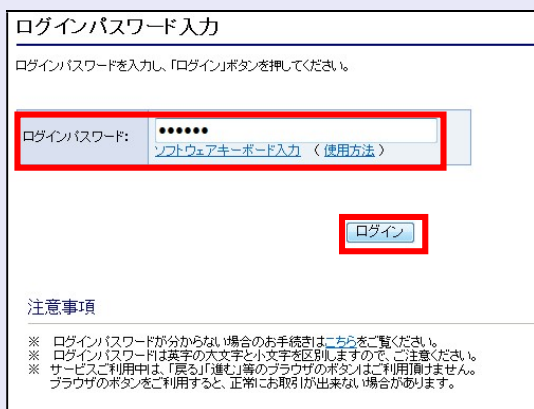 ログインパスワード入力
ログインパスワードを入力し、「ログイン」ボタンを押してください。
ログインパスワード: ●●●●●●
ソフトウェアキーボード入力 （使用方法）
ログイン
注意事項
※ ログインパスワードが分からない場合のお手続きはこちらをご覧ください。
※ ログインパスワードは英字の大文字と小文字を区別しますので、ご注意ください。
※ サービスご利用中は、「戻る」「進む」等のブラウザのボタンはご利用頂けません。
ブラウザのボタンをご利用すると、正常にお取引が出来ない場合があります。